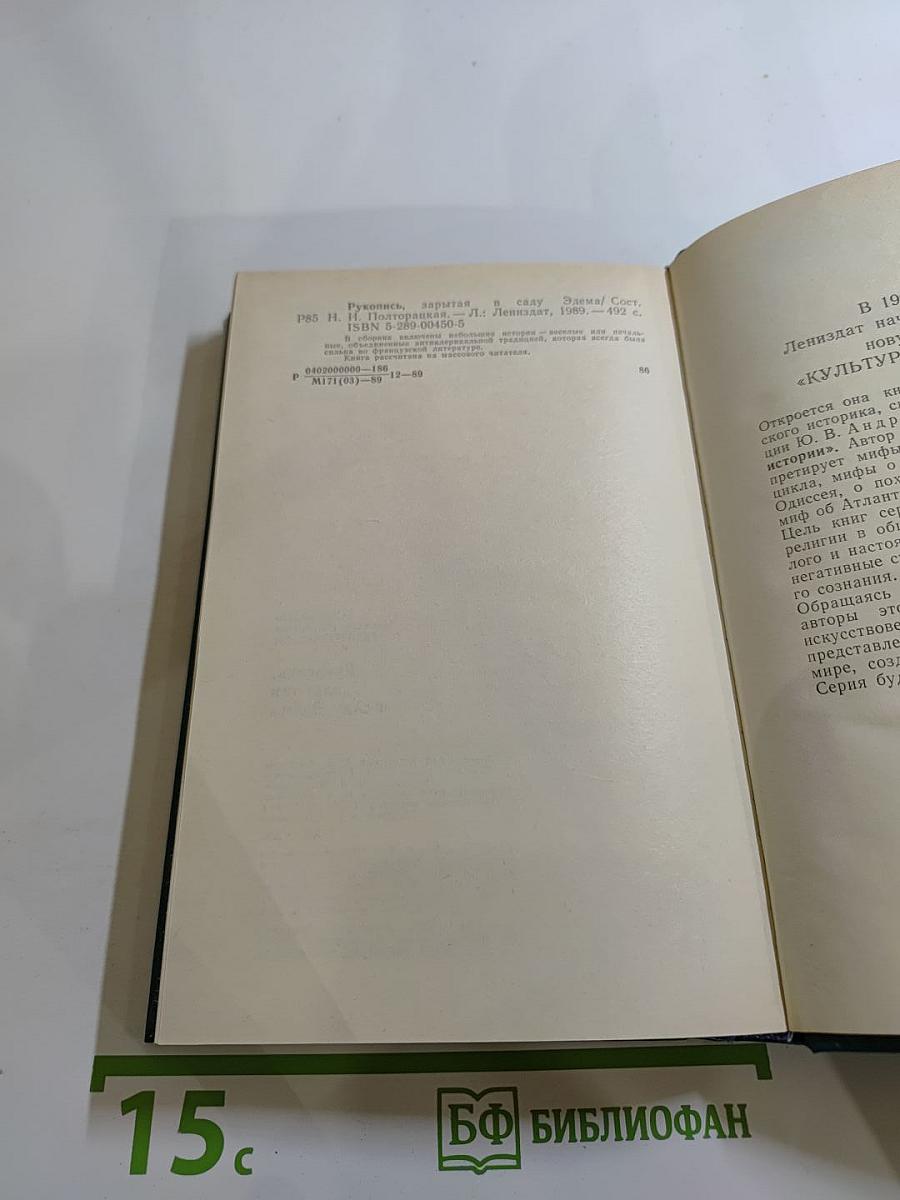 Рукопись, зарытая в саду Эдема/ Сост.
Р85 Н. И. Полторацкая. — Л.: Лениздат, 1989. — 492 с.
ISBN 5-289-00450-5
В сборник включены небольшие истории — веселые или печаль-
ные, объединенные антиклерикальной традицией, которая всегда была
сильна во французской литературе.
Книга рассчитана на массового читателя.
Р 0402000000—186
М171(03)—89 12—89
86
В 19
Лениздат нач
нову
«КУЛЬТУР
Откроется она кн
ского историка, с
ции Ю. В. Андр
истории». Автор
претирует мифы
цикла, мифы о
Одиссея, о пох
миф об Атлант
Цель книг сер
религии в общ
лого и настоя
негативные с
го сознания.
Обращаясь
авторы это
искусствове
представле
мире, созд
Серия буд
15 с
БФ БИБЛИОФАН